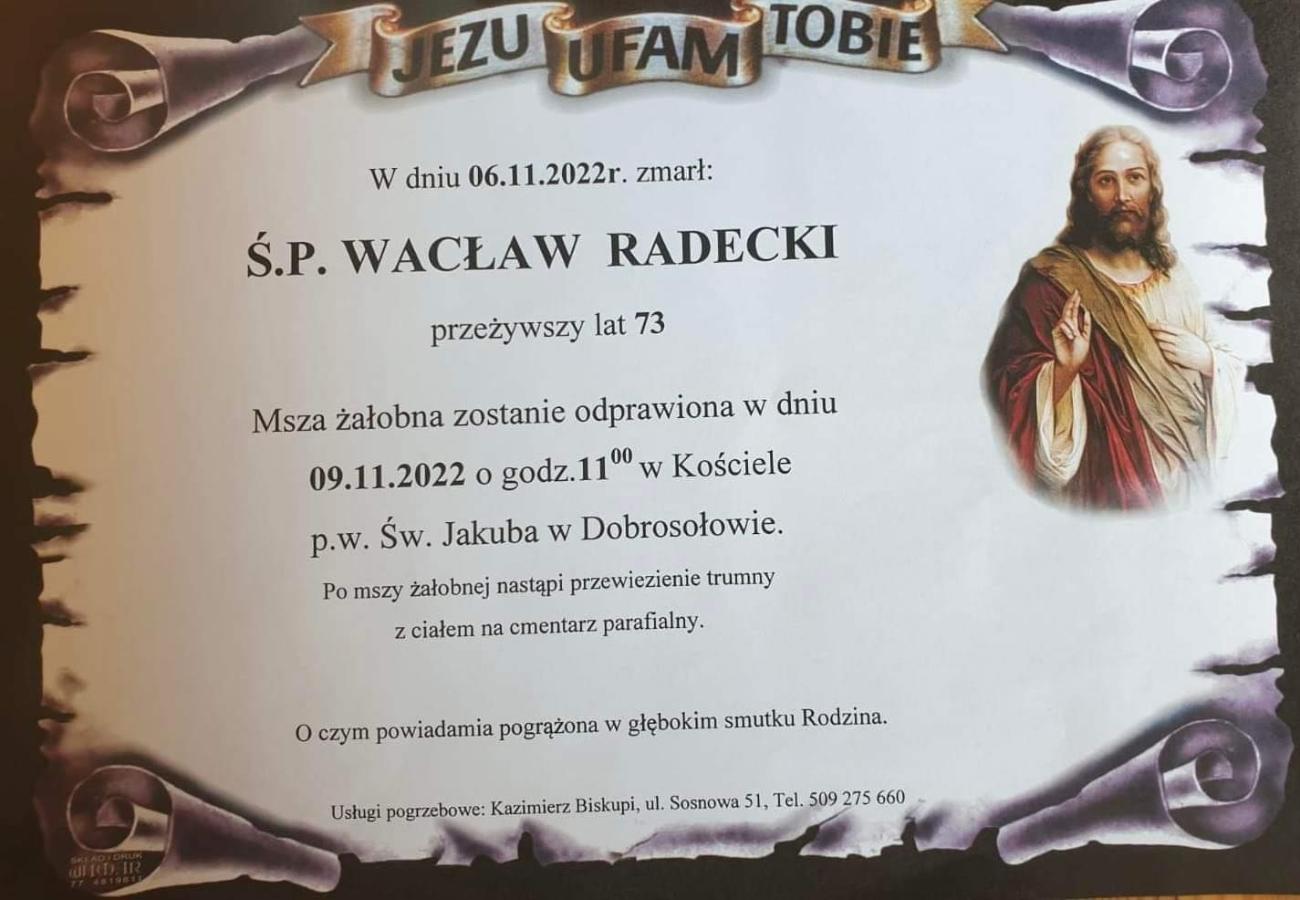 JEZU UFAM TOBIE
W dniu 06.11.2022r. zmarł:
Ś.P. WACŁAW RADECKI
przeżywszy lat 73
Msza żałobna zostanie odprawiona w dniu
09.11.2022 o godz.11⁰⁰ w Kościele
p.w. Św. Jakuba w Dobrosołowie.
Po mszy żałobnej nastąpi przewiezienie trumny
z ciałem na cmentarz parafialny.
O czym powiadamia pogrążona w głębokim smutku Rodzina.
Usługi pogrzebowe: Kazimierz Biskupi, ul. Sosnowa 51, Tel. 509 275 660
SKŁAD I DRUK